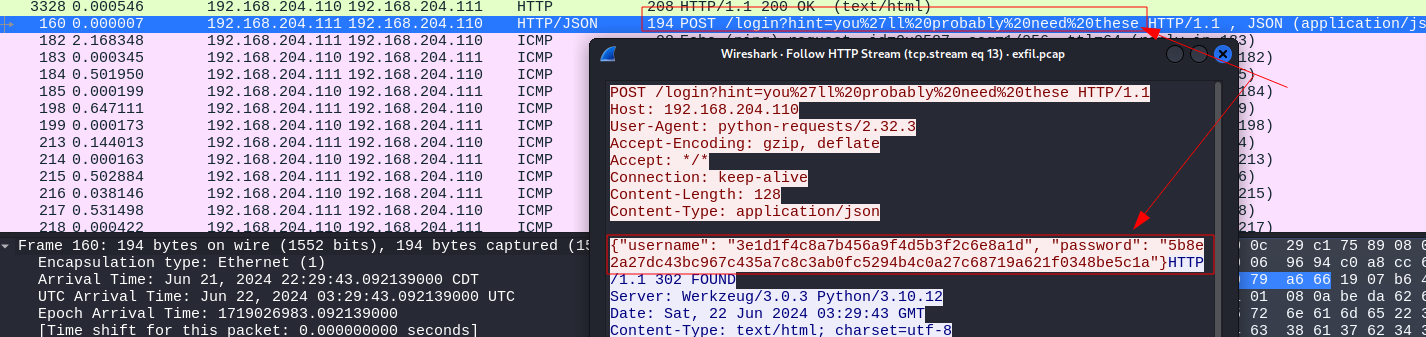 3328 0.000546 192.168.204.110 192.168.204.111 HTTP 208 HTTP/1.1 200 OK (text/html)
160 0.000007 192.168.204.111 192.168.204.110 HTTP/JSON 194 POST /login?hint=you%27ll%20probably%20need%20these HTTP/1.1 , JSON (application/js
182 2.168348 192.168.204.111 192.168.204.110 ICMP
183 0.000345 192.168.204.110 192.168.204.111 ICMP 182)
184 0.501950 192.168.204.111 192.168.204.110 ICMP
185 0.000199 192.168.204.110 192.168.204.111 ICMP 184)
198 0.647111 192.168.204.111 192.168.204.110 ICMP
199 0.000173 192.168.204.110 192.168.204.111 ICMP 198)
213 0.144013 192.168.204.111 192.168.204.110 ICMP
214 0.000163 192.168.204.110 192.168.204.111 ICMP 213)
215 0.502884 192.168.204.111 192.168.204.110 ICMP
216 0.038146 192.168.204.110 192.168.204.111 ICMP 215)
217 0.531498 192.168.204.111 192.168.204.110 ICMP
218 0.000422 192.168.204.110 192.168.204.111 ICMP 217)
Wireshark · Follow HTTP Stream (tcp.stream eq 13) · exfil.pcap
POST /login?hint=you%27ll%20probably%20need%20these HTTP/1.1
Host: 192.168.204.110
User-Agent: python-requests/2.32.3
Accept-Encoding: gzip, deflate
Accept: */*
Connection: keep-alive
Content-Length: 128
Content-Type: application/json
{"username": "3e1d1f4c8a7b456a9f4d5b3f2c6e8a1d", "password": "5b8e
2a27dc43bc967c435a7c8c3ab0fc5294b4c0a27c68719a621f0348be5c1a"}HTTP
/1.1 302 FOUND
Server: Werkzeug/3.0.3 Python/3.10.12
Date: Sat, 22 Jun 2024 03:29:43 GMT
Content-Type: text/html; charset=utf-8
Frame 160: 194 bytes on wire (1552 bits), 194 bytes captured (15
Encapsulation type: Ethernet (1)
Arrival Time: Jun 21, 2024 22:29:43.092139000 CDT
UTC Arrival Time: Jun 22, 2024 03:29:43.092139000 UTC
Epoch Arrival Time: 1719026983.092139000
[Time shift for this packet: 0.000000000 seconds]
0c 29 c1 75 89 08 0
06 96 94 c0 a8 cc 6
79 a6 66 19 07 b6 4
01 08 0a be da 62 6
72 6e 61 6d 65 22 3
63 38 61 37 62 34 3